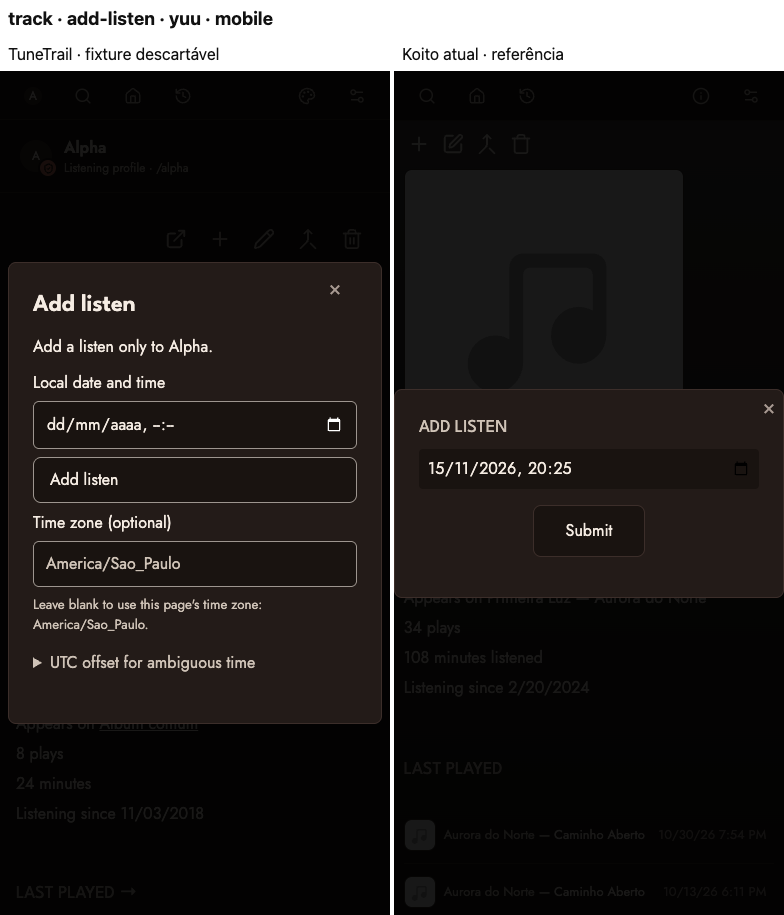 track · add-listen · yuu · mobile
TuneTrail · fixture descartável
A
A
Alpha
Listening profile · /alpha
Add listen
×
Add a listen only to Alpha.
Local date and time
dd/mm/aaaa, --:--
Add listen
Time zone (optional)
America/Sao_Paulo
Leave blank to use this page's time zone:
America/Sao_Paulo.
▶ UTC offset for ambiguous time
Appears on Álbum comum
8 plays
24 minutes
Listening since 11/03/2018
LAST PLAYED →
Koito atual · referência
×
ADD LISTEN
15/11/2026, 20:25
Submit
Appears on Primeira Luz — Aurora do Norte
34 plays
108 minutes listened
Listening since 2/20/2024
LAST PLAYED
Aurora do Norte — Caminho Aberto 10/30/26 7:54 PM
Aurora do Norte — Caminho Aberto 10/13/26 6:11 PM